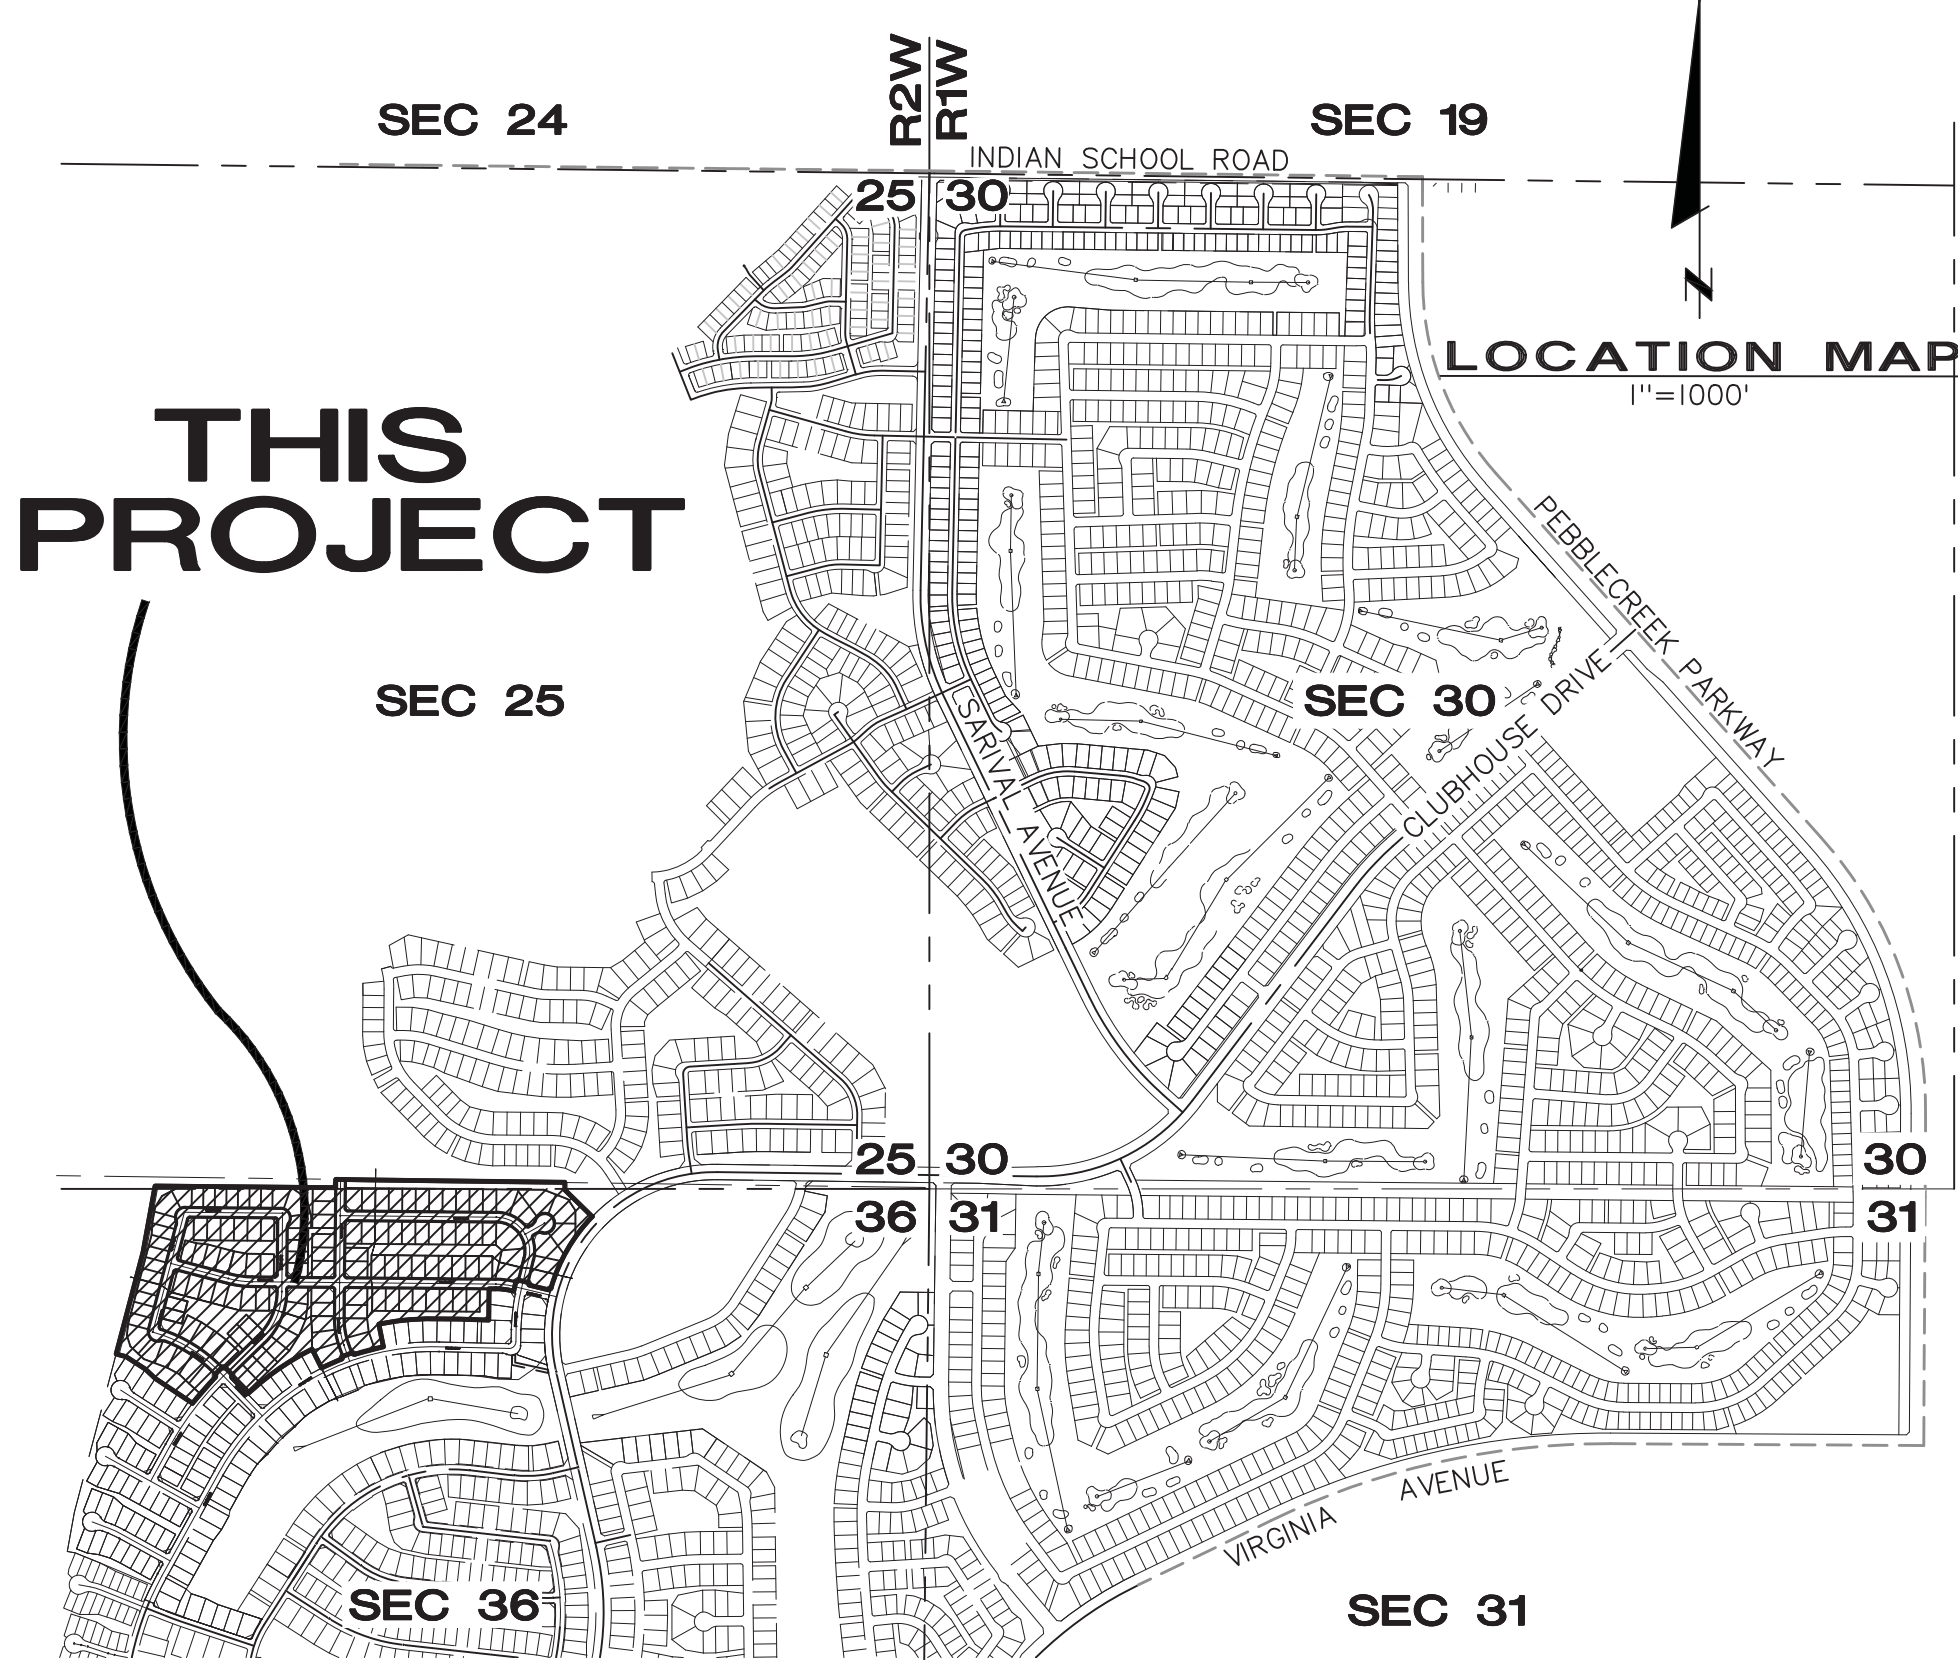 R2W
R1W
SEC 24
SEC 19
INDIAN SCHOOL ROAD
25 30
N
LOCATION MAP
1"=1000'
THIS
PROJECT
PEBBLECREEK PARKWAY
SEC 25
SEC 30
CLUBHOUSE DRIVE
SARIVAL AVENUE
25 30
30
36 31
31
VIRGINIA AVENUE
SEC 36
SEC 31